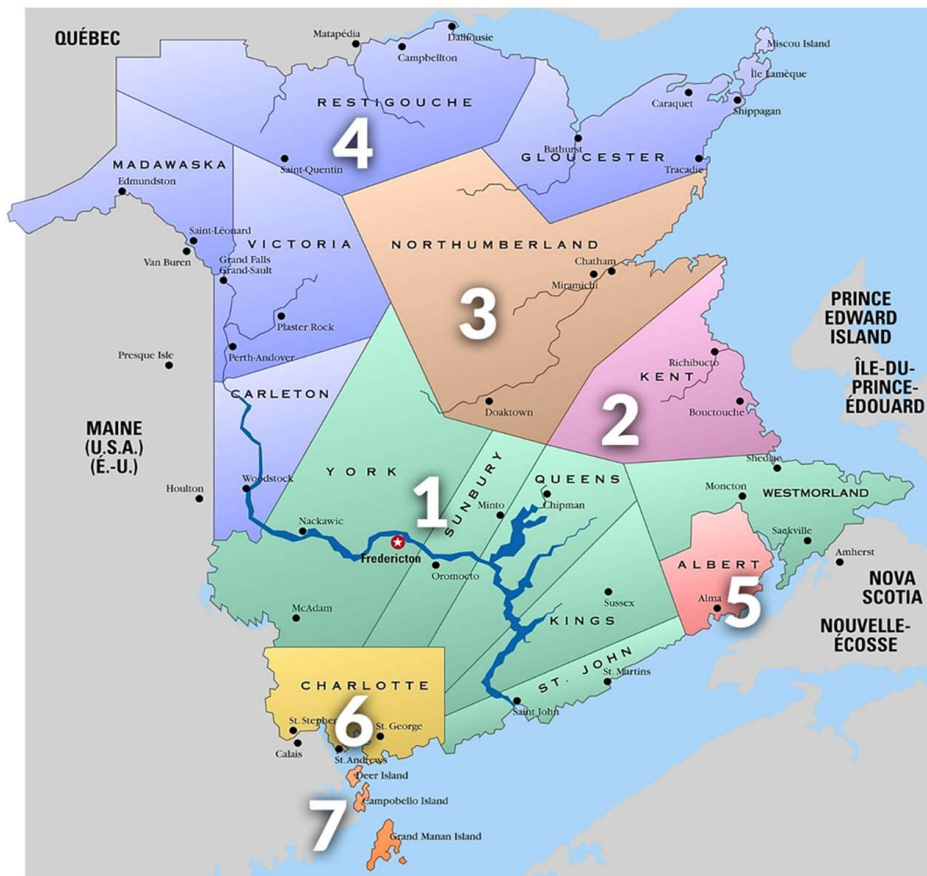 QUÉBEC
Matapédia
Dalhousie
Campbellton
Miscou Island
Île Lamèque
Caraquet
Shippagan
RESTIGOUCHE
4
Bathurst
GLOUCESTER
Tracadie
MADAWASKA
Saint-Quentin
Edmundston
Saint-Léonard
Van Buren
VICTORIA
NORTHUMBERLAND
Grand Falls
Grand-Sault
Chatham
Miramichi
3
Plaster Rock
PRINCE
EDWARD
ISLAND
ÎLE-DU-
PRINCE-
ÉDOUARD
Presque Isle
Perth-Andover
Richibucto
KENT
CARLETON
Doaktown
2
Bouctouche
MAINE
(U.S.A.)
(É.-U.)
YORK
1
SUNBURY
QUEENS
Shediac
Houlton
Woodstock
Minto
Chipman
Moncton
WESTMORLAND
Nackawic
Fredericton
Oromocto
Sackville
Amherst
ALBERT
5
NOVA
SCOTIA
NOUVELLE-
ÉCOSSE
McAdam
Sussex
Alma
KINGS
ST. JOHN
St. Martins
Saint John
CHARLOTTE
6
St. Stephen
St. George
Calais
St. Andrews
Deer Island
7
Campobello Island
Grand Manan Island